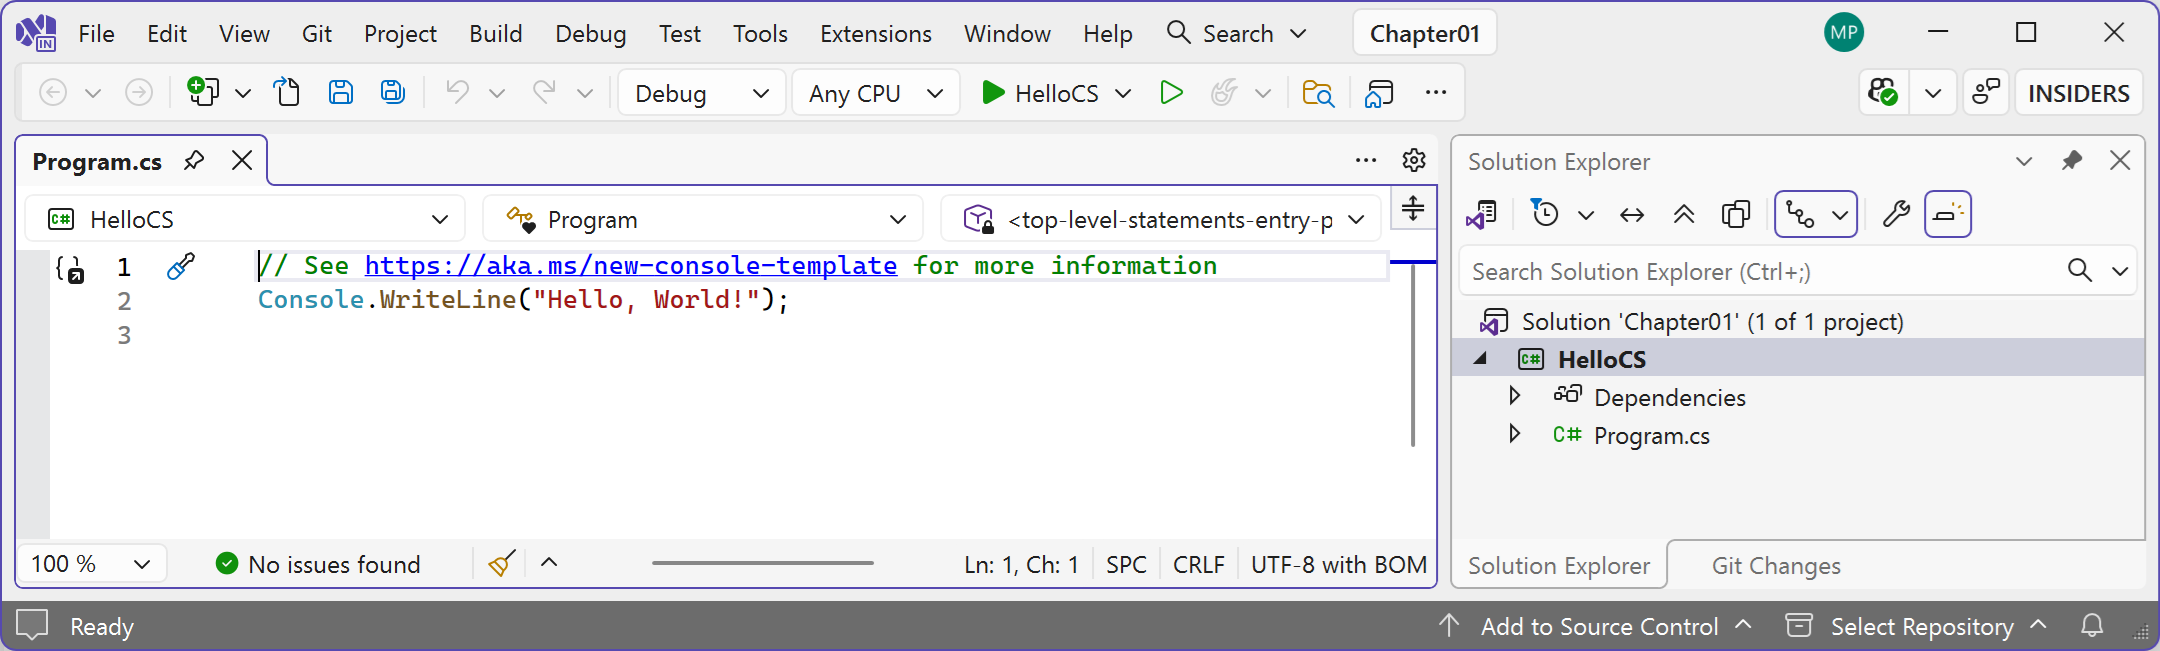 IN File Edit View Git Project Build Debug Test Tools Extensions Window Help Search Chapter01 MP
Debug Any CPU HelloCS INSIDERS
Program.cs
HelloCS Program <top-level-statements-entry-p
1 // See https://aka.ms/new-console-template for more information
2 Console.WriteLine("Hello, World!");
3
100 % No issues found Ln: 1, Ch: 1 SPC CRLF UTF-8 with BOM
Solution Explorer
Search Solution Explorer (Ctrl+;)
Solution 'Chapter01' (1 of 1 project)
C# HelloCS
Dependencies
C# Program.cs
Solution Explorer Git Changes
Ready Add to Source Control Select Repository